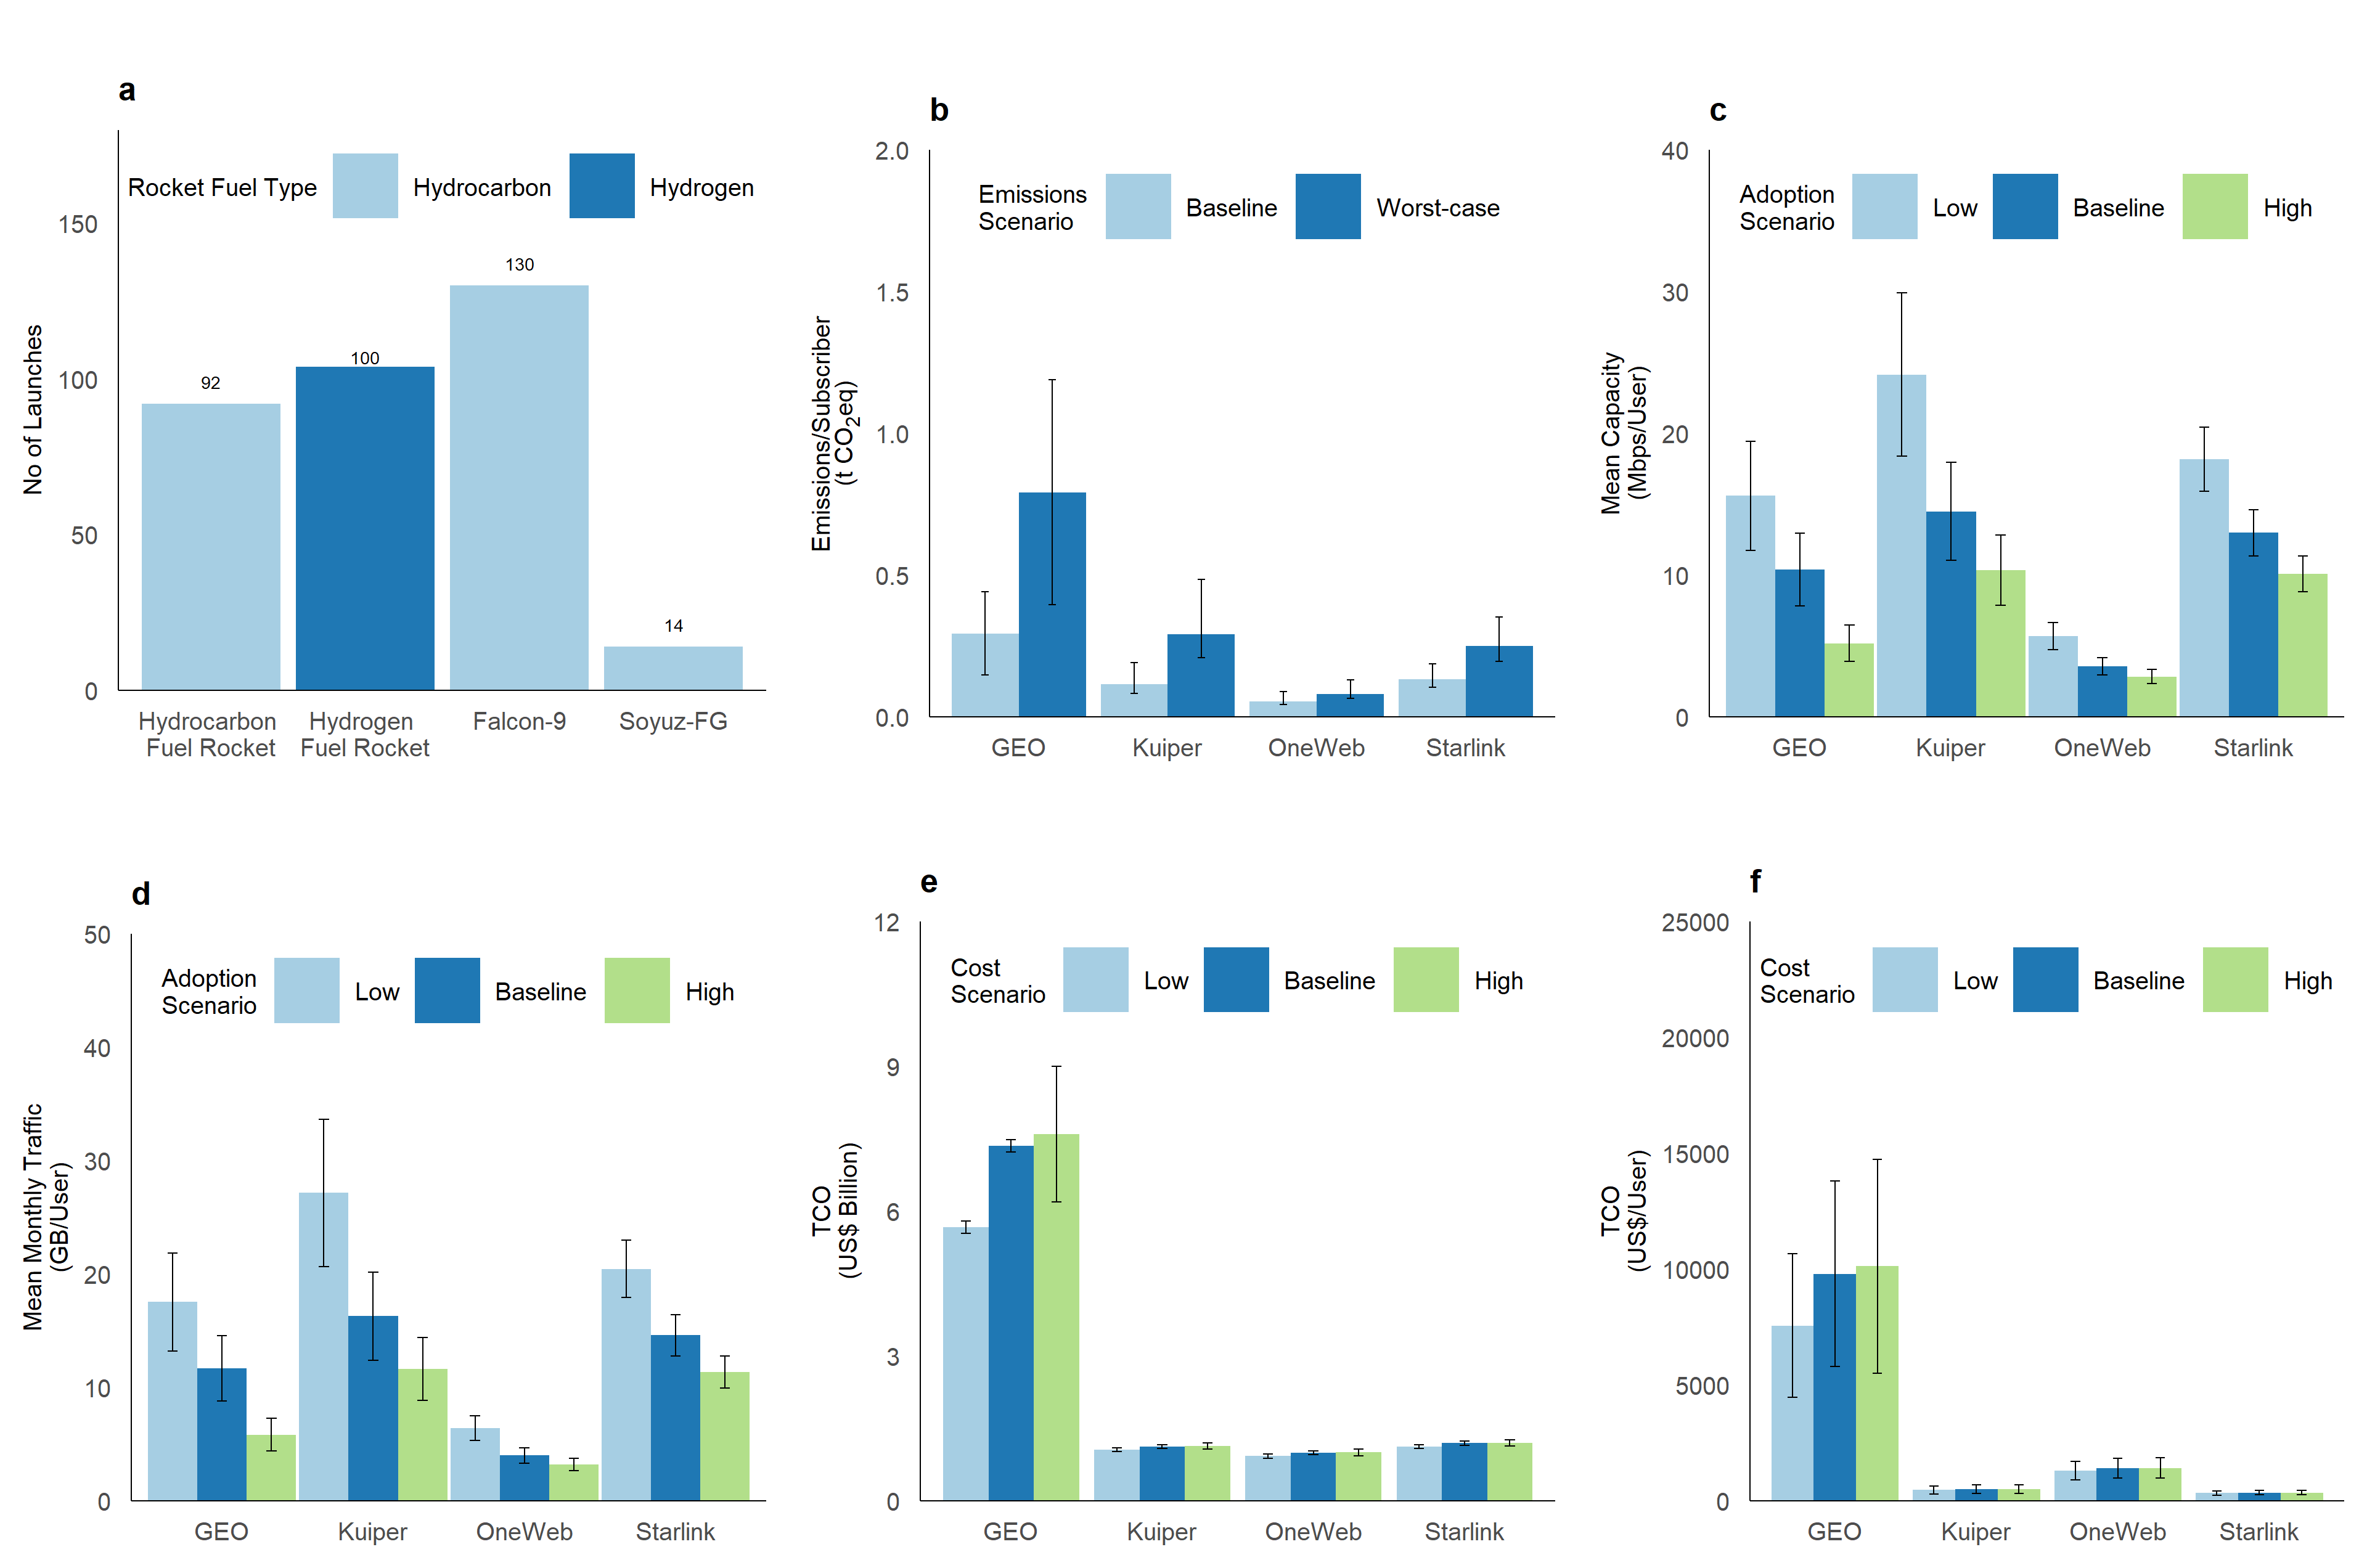 a
Rocket Fuel Type
Hydrocarbon
Hydrogen
No of Launches
150
100
50
0
92
100
130
14
Hydrocarbon
Fuel Rocket
Hydrogen
Fuel Rocket
Falcon-9
Soyuz-FG
b
Emissions
Scenario
Baseline
Worst-case
Emissions/Subscriber
(t CO₂eq)
2.0
1.5
1.0
0.5
0.0
GEO
Kuiper
OneWeb
Starlink
c
Adoption
Scenario
Low
Baseline
High
Mean Capacity
(Mbps/User)
40
30
20
10
0
GEO
Kuiper
OneWeb
Starlink
d
Adoption
Scenario
Low
Baseline
High
Mean Monthly Traffic
(GB/User)
50
40
30
20
10
0
GEO
Kuiper
OneWeb
Starlink
e
Cost
Scenario
Low
Baseline
High
TCO
(US$ Billion)
12
9
6
3
0
GEO
Kuiper
OneWeb
Starlink
f
Cost
Scenario
Low
Baseline
High
TCO
(US$/User)
25000
20000
15000
10000
5000
0
GEO
Kuiper
OneWeb
Starlink